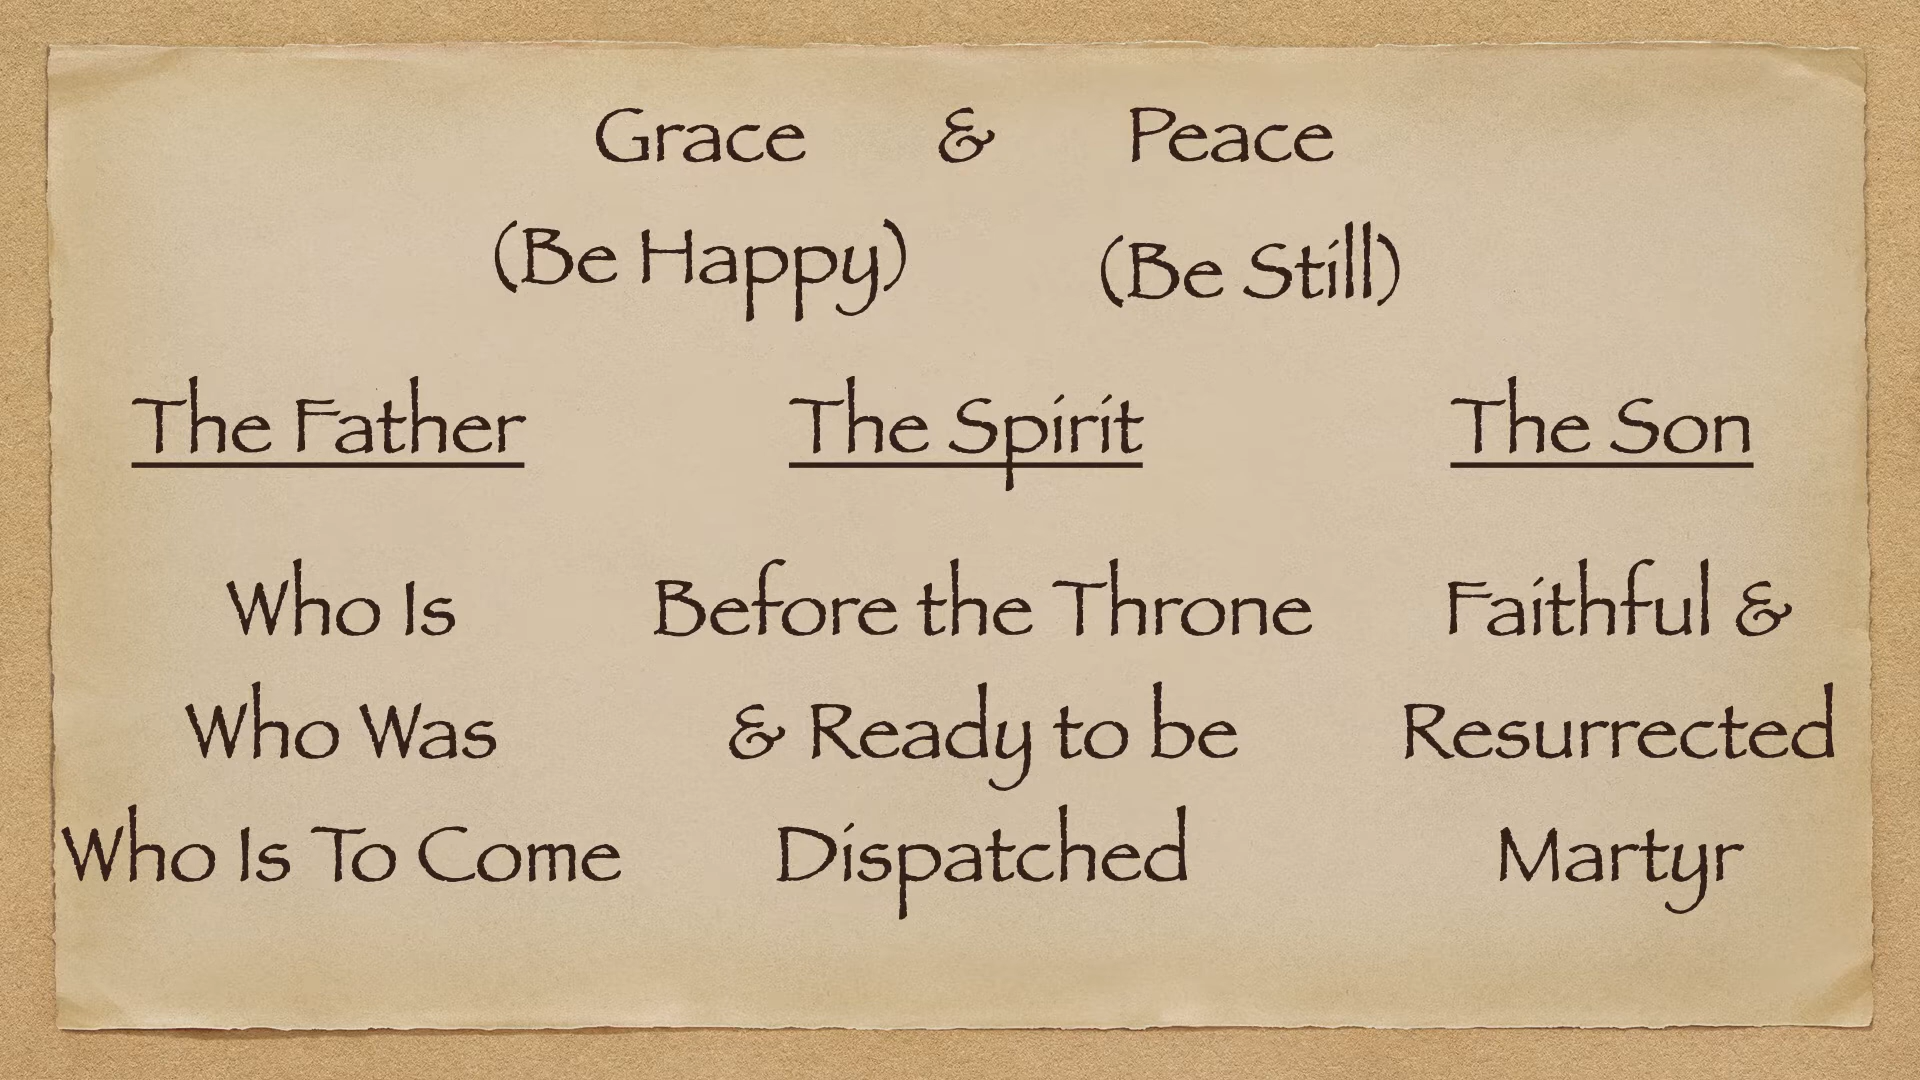 Grace & Peace
(Be Happy) (Be Still)
The Father The Spirit The Son
Who Is Before the Throne Faithful &
Who Was & Ready to be Resurrected
Who Is To Come Dispatched Martyr